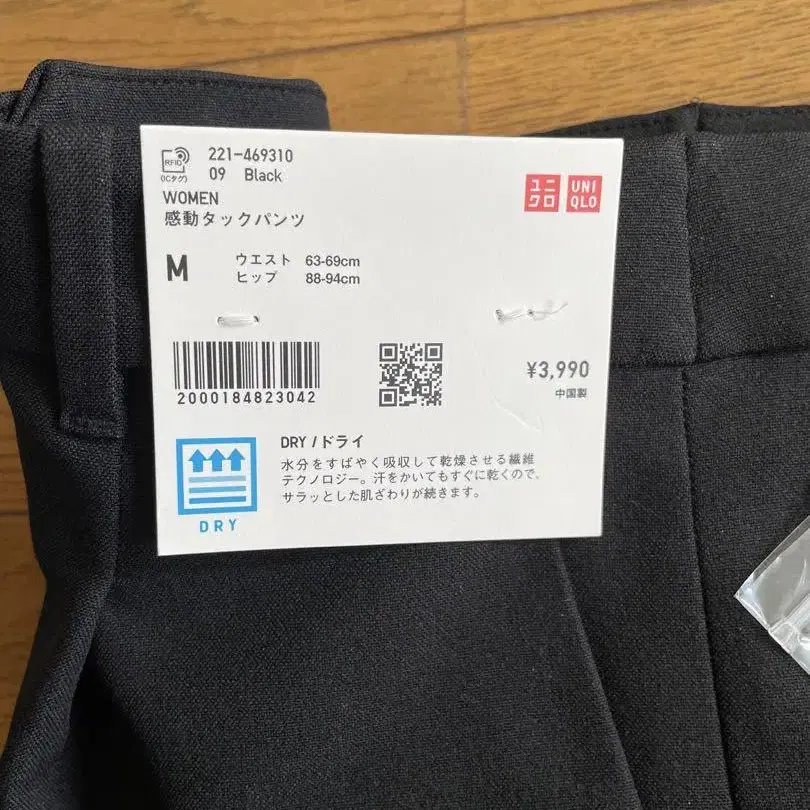 RFID
(ICタグ)
221-469310
09 Black
WOMEN
感動タックパンツ
ユニ
クロ
UNI
QLO
M
ウエスト 63-69cm
ヒップ 88-94cm
2000184823042
¥3,990
中国製
DRY / ドライ
水分をすばやく吸収して乾燥させる繊維
テクノロジー。汗をかいてもすぐに乾くので、
サラッとした肌ざわりが続きます。
DRY